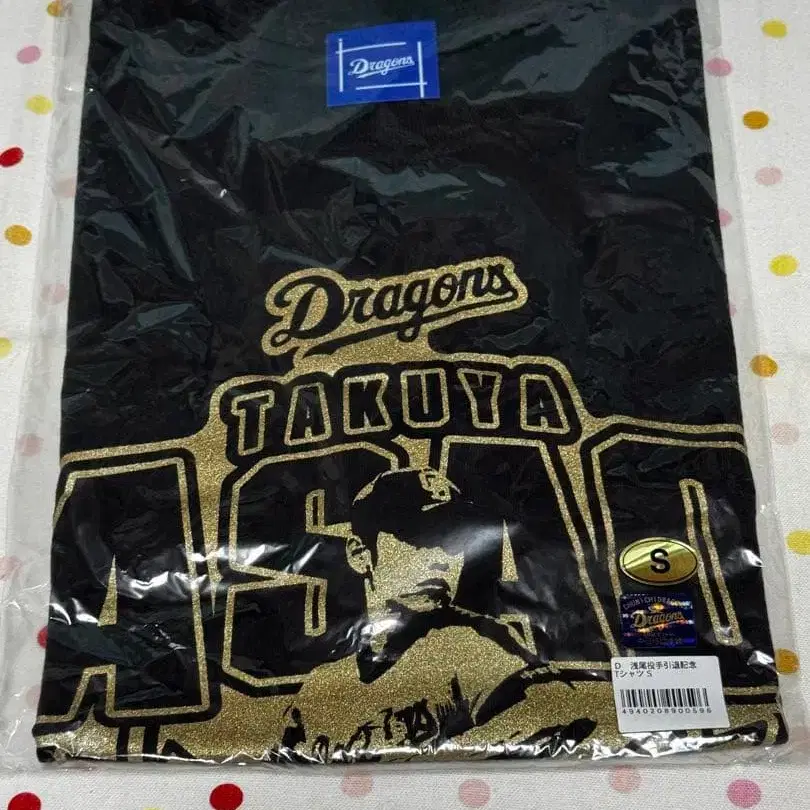 Dragons
Dragons
TAKUYA
ASAO
S
CHUNICHI DRAGONS
Dragons
D 浅尾投手引退記念
Tシャツ S
4940208900596